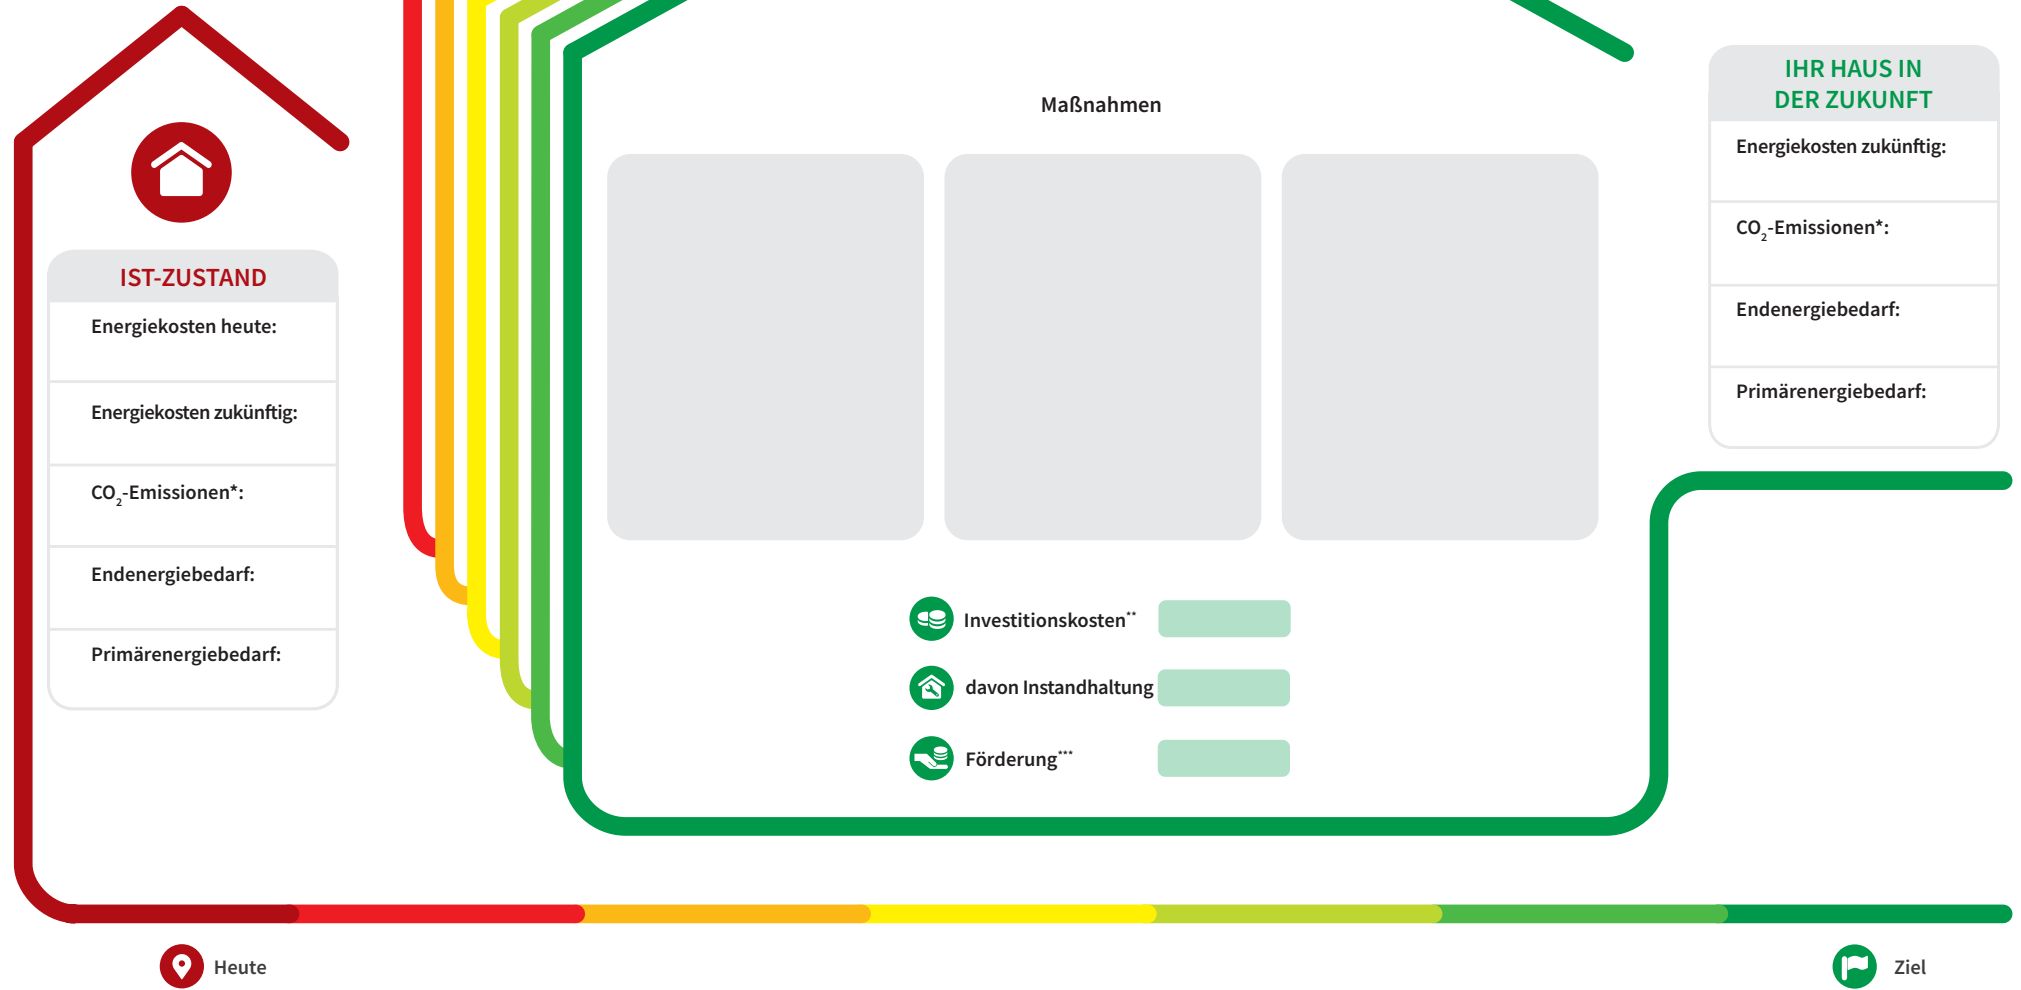 IST-ZUSTAND
Energiekosten heute:
Energiekosten zukünftig:
CO₂-Emissionen*:
Endenergiebedarf:
Primärenergiebedarf:
Maßnahmen
Investitionskosten**
davon Instandhaltung
Förderung***
IHR HAUS IN
DER ZUKUNFT
Energiekosten zukünftig:
CO₂-Emissionen*:
Endenergiebedarf:
Primärenergiebedarf:
Heute
Ziel